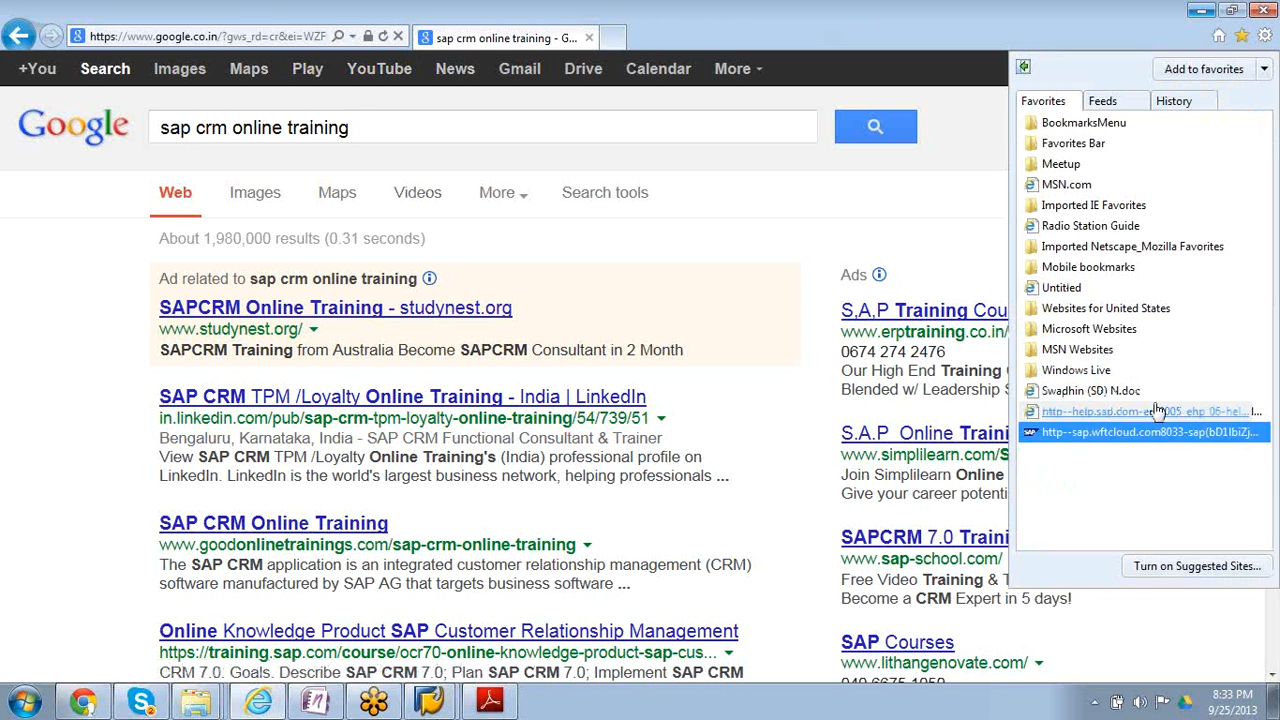 https://www.google.co.in/?gws_rd=cr&ei=WZF
sap crm online training - G...
+You Search Images Maps Play YouTube News Gmail Drive Calendar More
Google
sap crm online training
Web Images Maps Videos More Search tools
About 1,980,000 results (0.31 seconds)
Ad related to sap crm online training
SAPCRM Online Training - studynest.org
www.studynest.org/
SAPCRM Training from Australia Become SAPCRM Consultant in 2 Month
SAP CRM TPM /Loyalty Online Training - India | LinkedIn
in.linkedin.com/pub/sap-crm-tpm-loyalty-online-training/54/739/51
Bengaluru, Karnataka, India - SAP CRM Functional Consultant and Trainer
View SAP CRM TPM /Loyalty Online Training's (India) professional profile on
LinkedIn. LinkedIn is the world's largest business network, helping professionals ...
SAP CRM Online Training
www.goodonlinetrainings.com/sap-crm-online-training
The SAP CRM application is an integrated customer relationship management (CRM)
software manufactured by SAP AG that targets business software ...
Online Knowledge Product SAP Customer Relationship Management
https://training.sap.com/course/ocr70-online-knowledge-product-sap-cus...
CRM 7.0. Goals. Describe SAP CRM 7.0; Plan SAP CRM 7.0; Implement SAP CRM
Ads
S,A,P Training Cou
www.erptraining.co.in/
0674 274 2476
Our High End Training
Blended w/ Leadership
S.A.P Online Traini
www.simplilearn.com/S
Join Simplilearn Online
Give your career potenti
SAPCRM 7.0 Traini
www.sap-school.com/
Free Video Training & T
Become a CRM Expert in 5 days!
SAP Courses
www.lithangenovate.com/
040 6675 1050
Add to favorites
Favorites Feeds History
BookmarksMenu
Favorites Bar
Meetup
MSN.com
Imported IE Favorites
Radio Station Guide
Imported Netscape_Mozilla Favorites
Mobile bookmarks
Untitled
Websites for United States
Microsoft Websites
MSN Websites
Windows Live
Swadhin (SD) N.doc
http--help.sap.com-er 005_ehp_06-hel...
http--sap.wftcloud.com8033-sap(bD1lbiZj...
Turn on Suggested Sites...
8:33 PM
9/25/2013